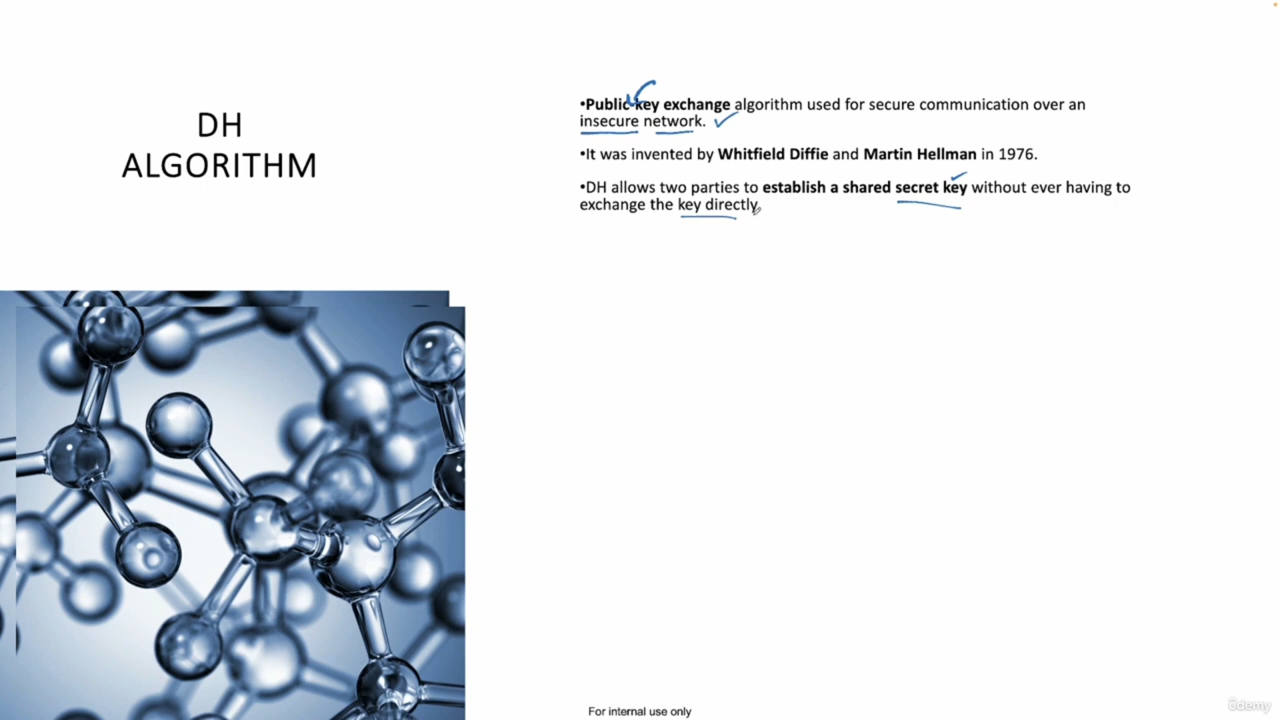 DH
ALGORITHM
•Public key exchange algorithm used for secure communication over an
insecure network.
•It was invented by Whitfield Diffie and Martin Hellman in 1976.
•DH allows two parties to establish a shared secret key without ever having to
exchange the key directly.
For internal use only
ûdemy